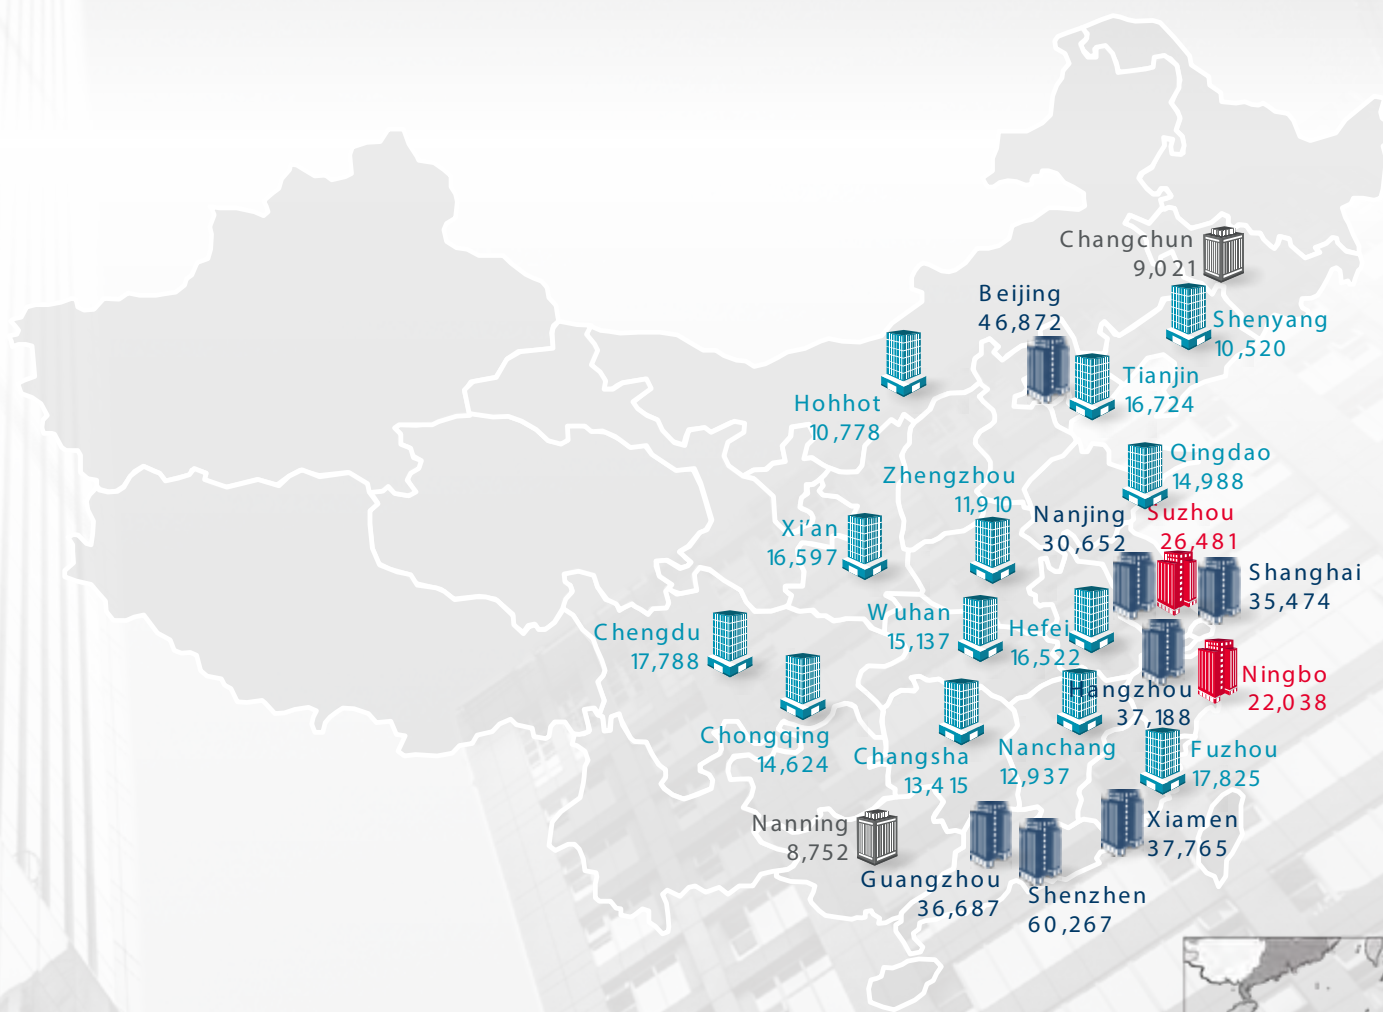 Changchun
9,021
Beijing
46,872
Shenyang
10,520
Tianjin
16,724
Hohhot
10,778
Qingdao
14,988
Zhengzhou
11,910
Nanjing
30,652
Suzhou
26,481
Xi’an
16,597
Shanghai
35,474
Wuhan
15,137
Hefei
16,522
Chengdu
17,788
Ningbo
22,038
Hangzhou
37,188
Chongqing
14,624
Changsha
13,415
Nanchang
12,937
Fuzhou
17,825
Nanning
8,752
Xiamen
37,765
Guangzhou
36,687
Shenzhen
60,267